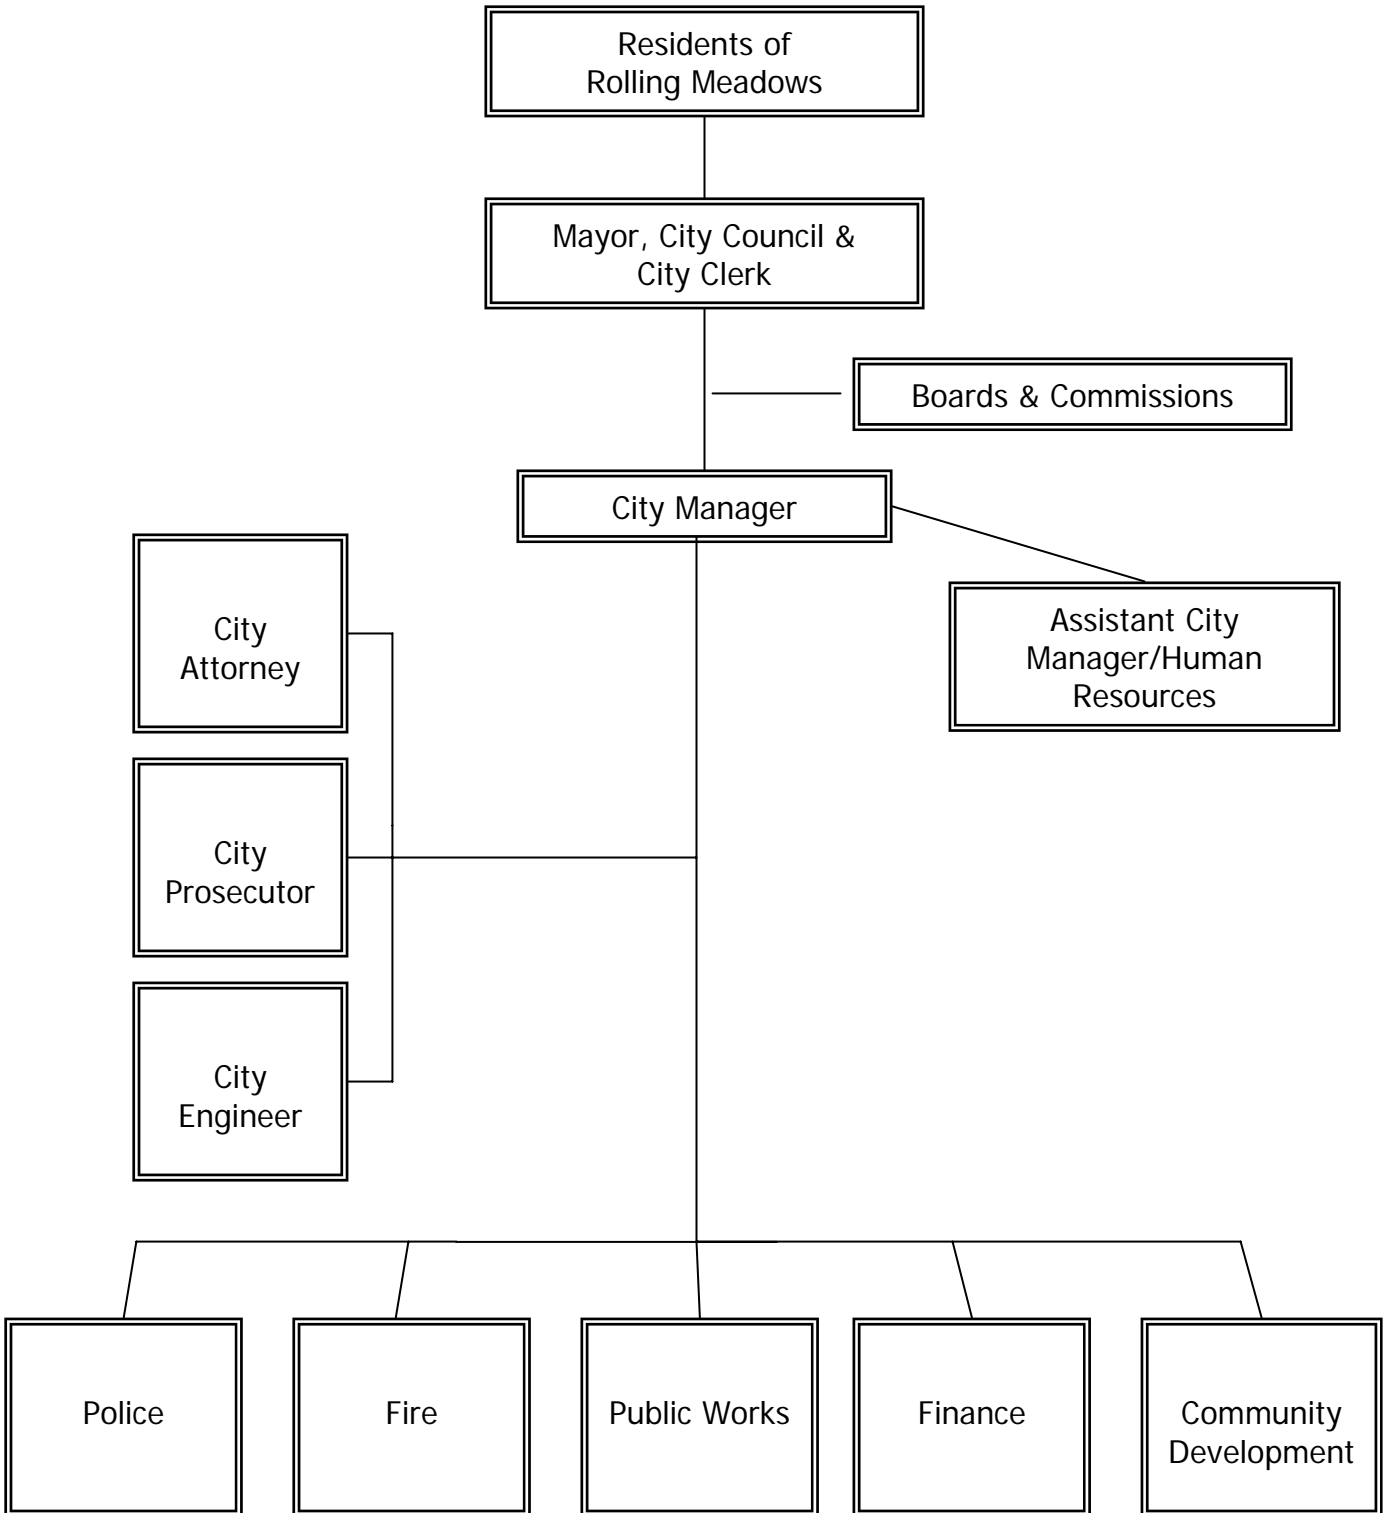 Residents of
Rolling Meadows
Mayor, City Council &
City Clerk
Boards & Commissions
City Manager
Assistant City
Manager/Human
Resources
City
Attorney
City
Prosecutor
City
Engineer
Police
Fire
Public Works
Finance
Community
Development